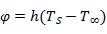 φ = h(T_S − T_∞)